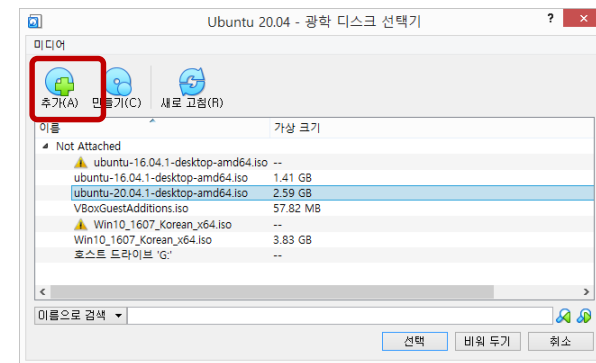 Ubuntu 20.04 - 광학 디스크 선택기 ?
미디어
추가(A) 만들기(C) 새로 고침(R)
이름 가상 크기
Not Attached
ubuntu-16.04.1-desktop-amd64.iso --
ubuntu-16.04.1-desktop-amd64.iso 1.41 GB
ubuntu-20.04.1-desktop-amd64.iso 2.59 GB
VBoxGuestAdditions.iso 57.82 MB
Win10_1607_Korean_x64.iso --
Win10_1607_Korean_x64.iso 3.83 GB
호스트 드라이브 'G:' --
이름으로 검색
선택 비워 두기 취소